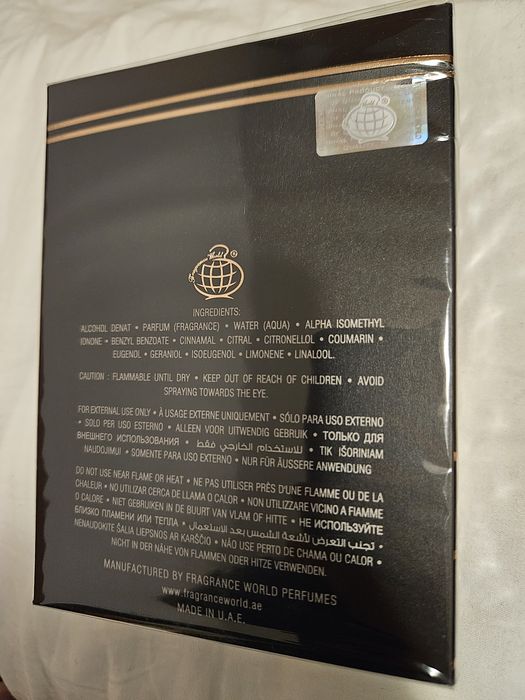 Fragrance World ®
INGREDIENTS:
ALCOHOL DENAT • PARFUM (FRAGRANCE) • WATER (AQUA) • ALPHA ISOMETHYL
IONONE • BENZYL BENZOATE • CINNAMAL • CITRAL • CITRONELLOL • COUMARIN •
EUGENOL • GERANIOL • ISOEUGENOL • LIMONENE • LINALOOL.
CAUTION : FLAMMABLE UNTIL DRY • KEEP OUT OF REACH OF CHILDREN • AVOID
SPRAYING TOWARDS THE EYE.
FOR EXTERNAL USE ONLY • À USAGE EXTERNE UNIQUEMENT • SÓLO PARA USO EXTERNO
• SOLO PER USO ESTERNO • ALLEEN VOOR UITWENDIG GEBRUIK • ТОЛЬКО ДЛЯ
ВНЕШНЕГО ИСПОЛЬЗОВАНИЯ • للاستخدام الخارجي فقط • TIK IŠORINIAM
NAUDOJIMUI • SOMENTE PARA USO EXTERNO • NUR FÜR ÄUSSERE ANWENDUNG
DO NOT USE NEAR FLAME OR HEAT • NE PAS UTILISER PRÈS D'UNE FLAMME OU DE LA
CHALEUR • NO UTILIZAR CERCA DE LLAMA O CALOR • NON UTILIZZARE VICINO A FIAMME
O CALORE • NIET GEBRUIKEN IN DE BUURT VAN VLAM OF HITTE • НЕ ИСПОЛЬЗУЙТЕ
БЛИЗКО ПЛАМЕНИ ИЛИ ТЕПЛА • تجنب التعرض لأشعة الشمس بعد الاستعمال •
NENAUDOKITE ŠALIA LIEPSNOS AR KARŠČIO • NÃO USE PERTO DE CHAMA OU CALOR •
NICHT IN DER NÄHE VON FLAMMEN ODER HITZE VERWENDEN.
MANUFACTURED BY FRAGRANCE WORLD PERFUMES
www.fragranceworld.ae
MADE IN U.A.E.